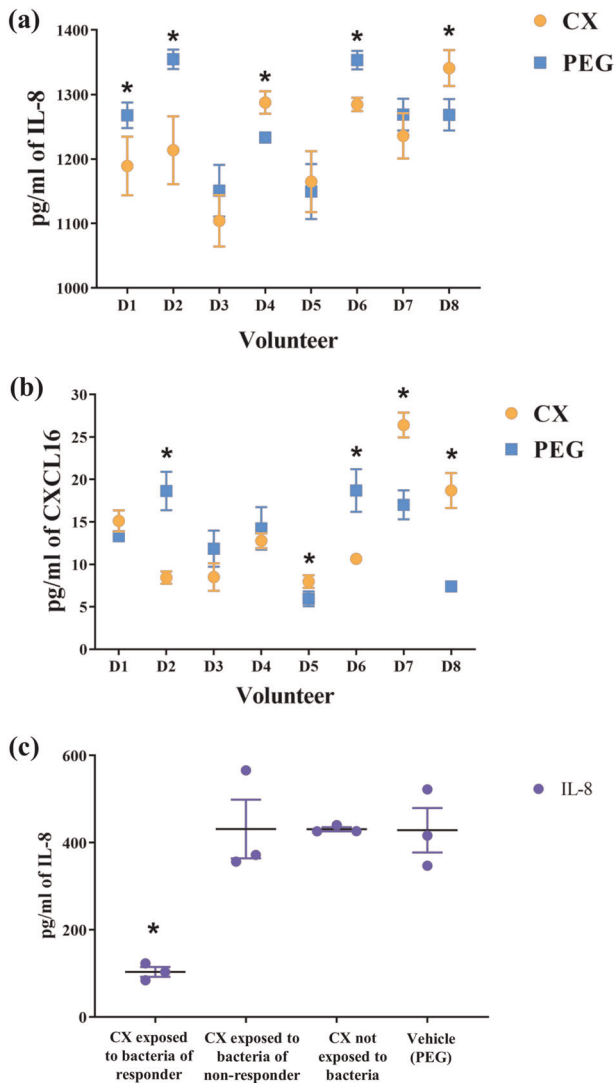 (a)
CX
PEG
pg/ml of IL-8
1400
1300
1200
1100
1000
* * * * *
D1 D2 D3 D4 D5 D6 D7 D8
Volunteer
(b)
CX
PEG
pg/ml of CXCL16
30
25
20
15
10
5
0
* * * * *
D1 D2 D3 D4 D5 D6 D7 D8
Volunteer
(c)
IL-8
pg/ml of IL-8
600
400
200
0
*
CX exposed
to bacteria of
responder
CX exposed to
bacteria of
non-responder
CX not
exposed to
bacteria
Vehicle
(PEG)